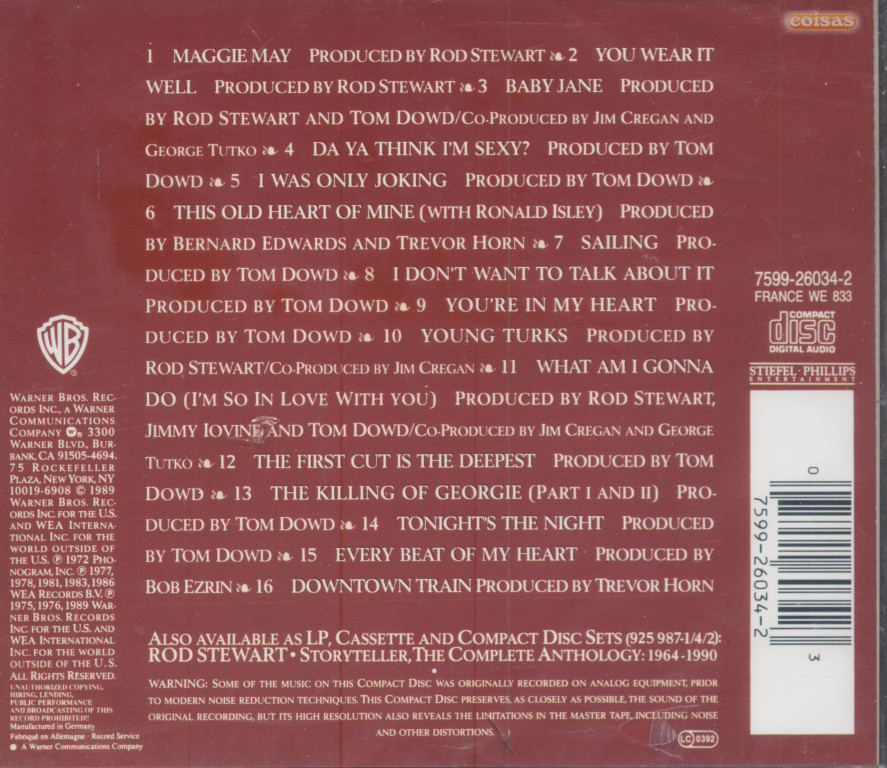 eoisas
1 MAGGIE MAY PRODUCED BY ROD STEWART ❧ 2 YOU WEAR IT
WELL PRODUCED BY ROD STEWART ❧ 3 BABY JANE PRODUCED
BY ROD STEWART AND TOM DOWD/CO-PRODUCED BY JIM CREGAN AND
GEORGE TUTKO ❧ 4 DA YA THINK I'M SEXY? PRODUCED BY TOM
DOWD ❧ 5 I WAS ONLY JOKING PRODUCED BY TOM DOWD ❧
6 THIS OLD HEART OF MINE (WITH RONALD ISLEY) PRODUCED
BY BERNARD EDWARDS AND TREVOR HORN ❧ 7 SAILING PRO-
DUCED BY TOM DOWD ❧ 8 I DON'T WANT TO TALK ABOUT IT
PRODUCED BY TOM DOWD ❧ 9 YOU'RE IN MY HEART PRO-
DUCED BY TOM DOWD ❧ 10 YOUNG TURKS PRODUCED BY
ROD STEWART/CO-PRODUCED BY JIM CREGAN ❧ 11 WHAT AM I GONNA
DO (I'M SO IN LOVE WITH YOU) PRODUCED BY ROD STEWART,
JIMMY IOVINE AND TOM DOWD/CO-PRODUCED BY JIM CREGAN AND GEORGE
TUTKO ❧ 12 THE FIRST CUT IS THE DEEPEST PRODUCED BY TOM
DOWD ❧ 13 THE KILLING OF GEORGIE (PART I AND II) PRO-
DUCED BY TOM DOWD ❧ 14 TONIGHT'S THE NIGHT PRODUCED
BY TOM DOWD ❧ 15 EVERY BEAT OF MY HEART PRODUCED BY
BOB EZRIN ❧ 16 DOWNTOWN TRAIN PRODUCED BY TREVOR HORN
ALSO AVAILABLE AS LP, CASSETTE AND COMPACT DISC SETS (925 987-1/4/2):
ROD STEWART • STORYTELLER, THE COMPLETE ANTHOLOGY: 1964-1990
•
WARNING: SOME OF THE MUSIC ON THIS COMPACT DISC WAS ORIGINALLY RECORDED ON ANALOG EQUIPMENT, PRIOR
TO MODERN NOISE REDUCTION TECHNIQUES. THIS COMPACT DISC PRESERVES, AS CLOSELY AS POSSIBLE, THE SOUND OF THE
ORIGINAL RECORDING, BUT ITS HIGH RESOLUTION ALSO REVEALS THE LIMITATIONS IN THE MASTER TAPE, INCLUDING NOISE
AND OTHER DISTORTIONS.
LC 0392
WB
WARNER BROS. REC-
ORDS INC., A WARNER
COMMUNICATIONS
COMPANY 3300
WARNER BLVD., BUR-
BANK, CA 91505-4694.
75 ROCKEFELLER
PLAZA, NEW YORK, NY
10019-6908 © 1989
WARNER BROS. REC-
ORDS INC. FOR THE U.S.
AND WEA INTERNA-
TIONAL INC. FOR THE
WORLD OUTSIDE OF
THE U.S. ℗ 1972 PHO-
NOGRAM, INC. ℗ 1977,
1978, 1981, 1983, 1986
WEA RECORDS B.V. ℗
1975, 1976, 1989 WAR-
NER BROS. RECORDS
INC. FOR THE U.S. AND
WEA INTERNATIONAL
INC. FOR THE WORLD
OUTSIDE OF THE U.S.
ALL RIGHTS RESERVED.
UNAUTHORIZED COPYING,
HIRING, LENDING,
PUBLIC PERFORMANCE
AND BROADCASTING OF THIS
RECORD PROHIBITED!
Manufactured in Germany
Fabriqué en Allemagne · Record Service
A Warner Communications Company
7599-26034-2
FRANCE WE 833
COMPACT
disc
DIGITAL AUDIO
STIEFEL · PHILLIPS
ENTERTAINMENT
0
7599-26034-2
3